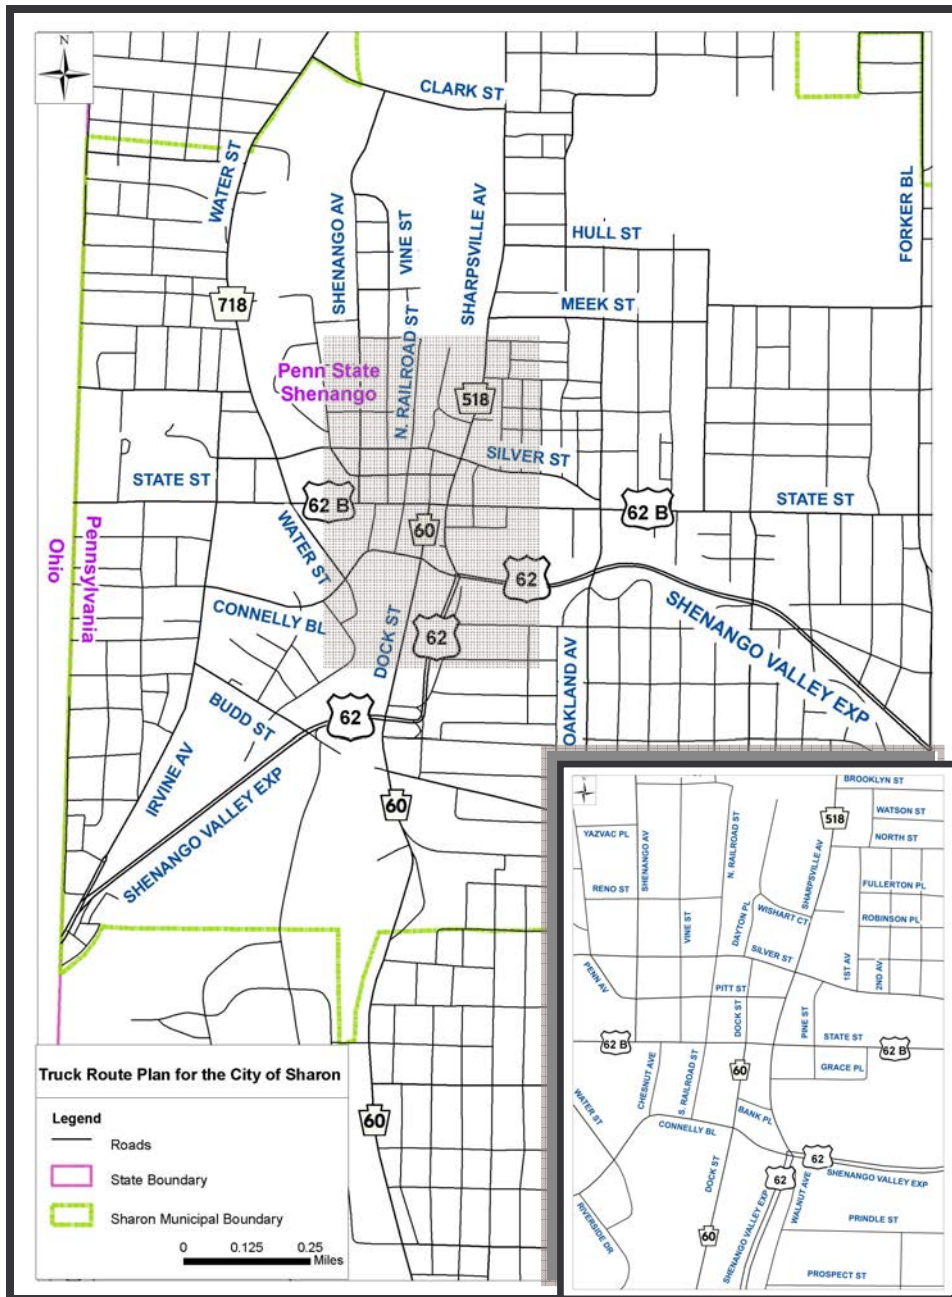 N
CLARK ST
WATER ST
SHENANGO AV
VINE ST
SHARPSVILLE AV
FORKER BL
HULL ST
718
MEEK ST
N. RAILROAD ST
Penn State
Shenango
518
SILVER ST
STATE ST
62 B
62 B
STATE ST
WATER ST
60
Pennsylvania
Ohio
62
CONNELLY BL
DOCK ST
62
SHENANGO VALLEY EXP
OAKLAND AV
BUDD ST
62
IRVINE AV
SHENANGO VALLEY EXP
60
60
Truck Route Plan for the City of Sharon
Legend
Roads
State Boundary
Sharon Municipal Boundary
0 0.125 0.25
Miles
BROOKLYN ST
518
WATSON ST
YAZVAC PL
SHENANGO AV
N. RAILROAD ST
NORTH ST
SHARPSVILLE AV
RENO ST
FULLERTON PL
VINE ST
DAYTON PL
WISHART CT
ROBINSON PL
SILVER ST
1ST AV
2ND AV
PENN AV
PITT ST
DOCK ST
PINE ST
STATE ST
62 B
62 B
CHESNUT AVE
S. RAILROAD ST
60
GRACE PL
WATER ST
BANK PL
CONNELLY BL
DOCK ST
62
62
SHENANGO VALLEY EXP
WALNUT AVE
RIVERSIDE DR
SHENANGO VALLEY EXP
PRINDLE ST
60
PROSPECT ST